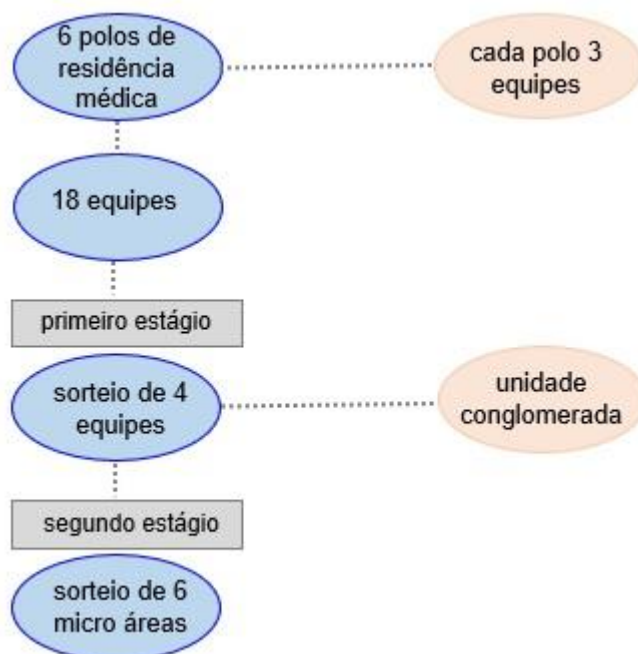 6 polos de
residência
médica
cada polo 3
equipes
18 equipes
primeiro estágio
sorteio de 4
equipes
unidade
conglomerada
segundo estágio
sorteio de 6
micro áreas